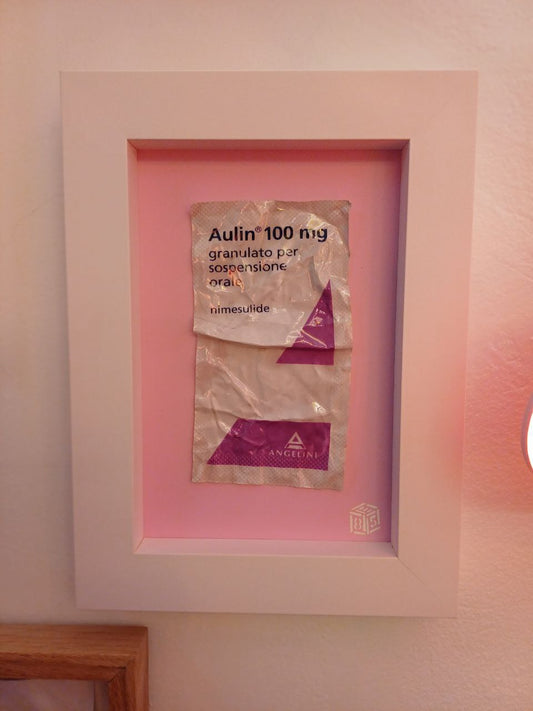 Aulin® 100 mg
granulato per
sospensione
orale
nimesulide
ANGELINI